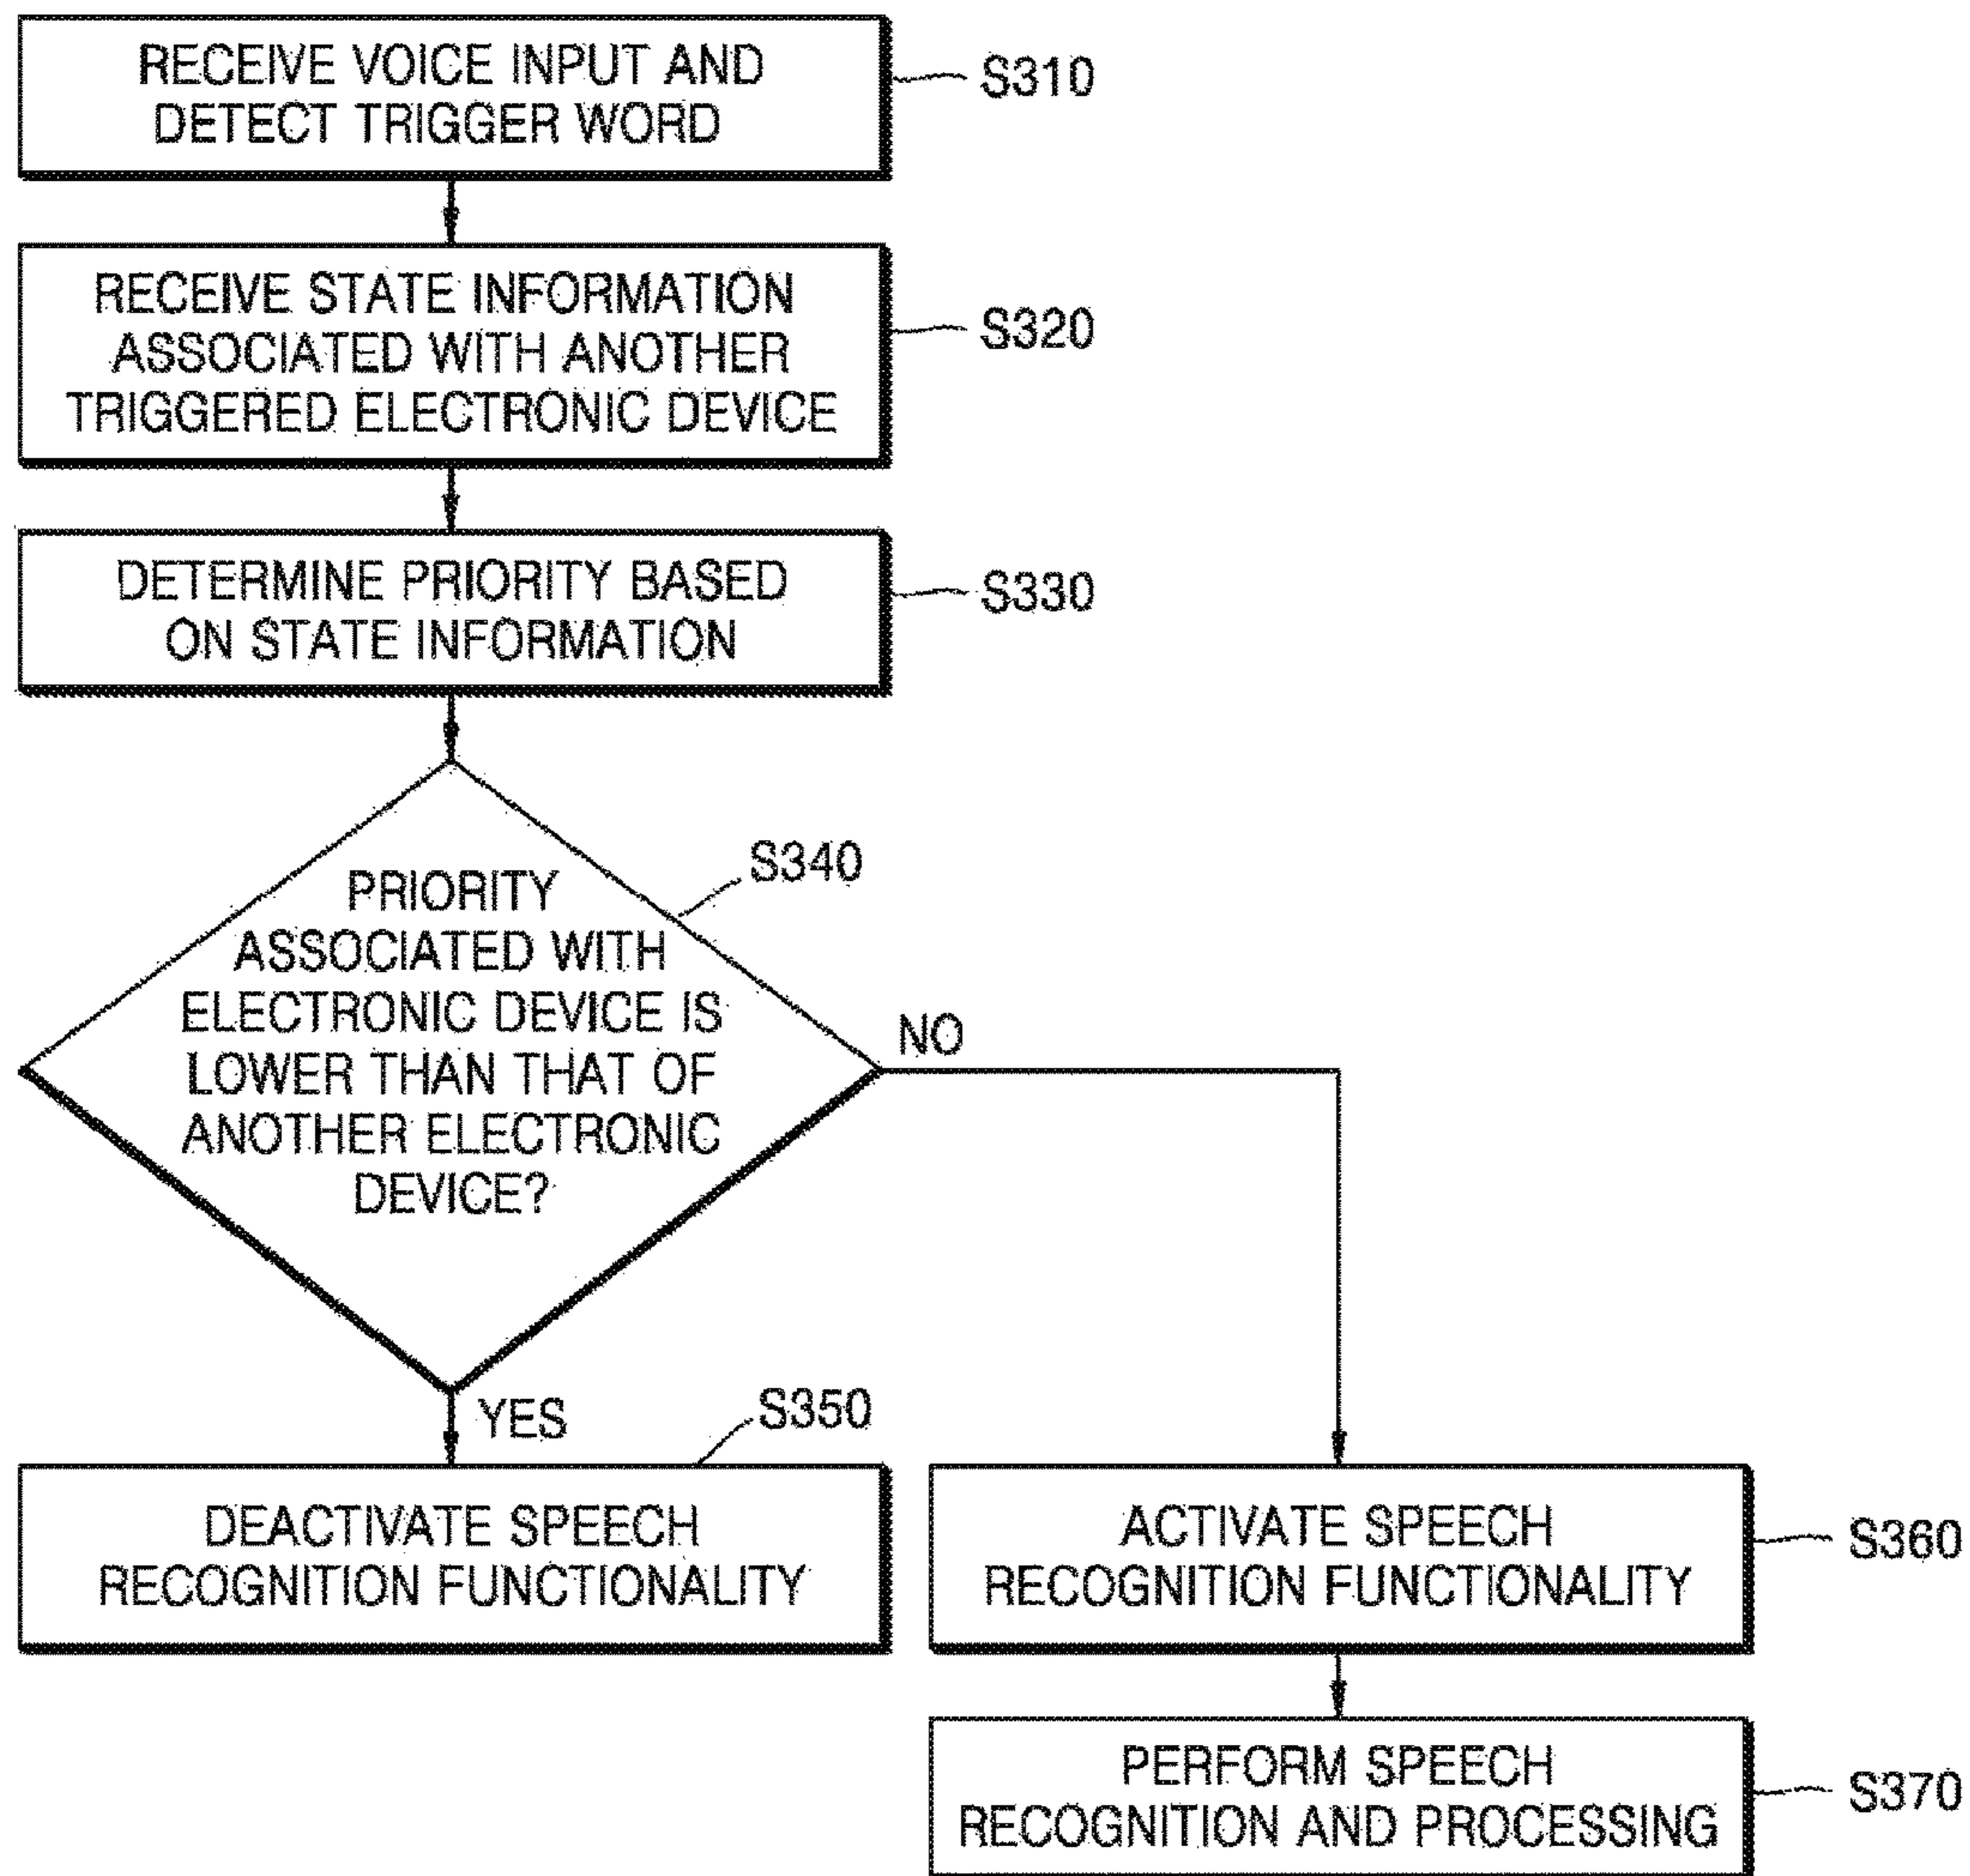 RECEIVE VOICE INPUT AND
DETECT TRIGGER WORD
S310
RECEIVE STATE INFORMATION
ASSOCIATED WITH ANOTHER
TRIGGERED ELECTRONIC DEVICE
S320
DETERMINE PRIORITY BASED
ON STATE INFORMATION
S330
S340
PRIORITY
ASSOCIATED WITH
ELECTRONIC DEVICE IS
LOWER THAN THAT OF
ANOTHER ELECTRONIC
DEVICE?
NO
YES
S350
DEACTIVATE SPEECH
RECOGNITION FUNCTIONALITY
ACTIVATE SPEECH
RECOGNITION FUNCTIONALITY
S360
PERFORM SPEECH
RECOGNITION AND PROCESSING
S370